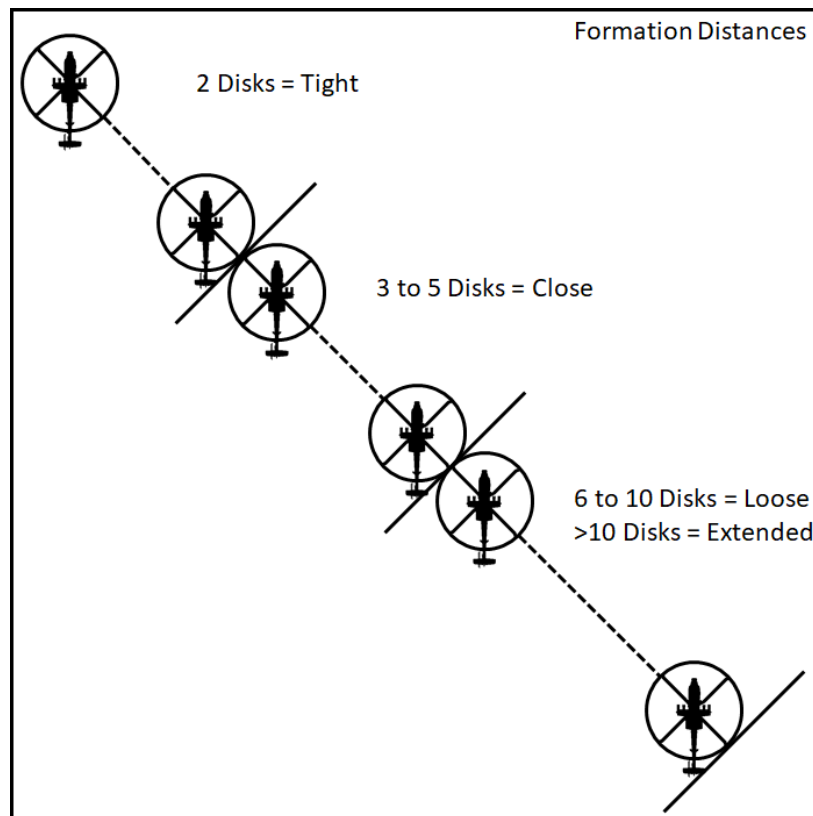 Formation Distances
2 Disks = Tight
3 to 5 Disks = Close
6 to 10 Disks = Loose
>10 Disks = Extended